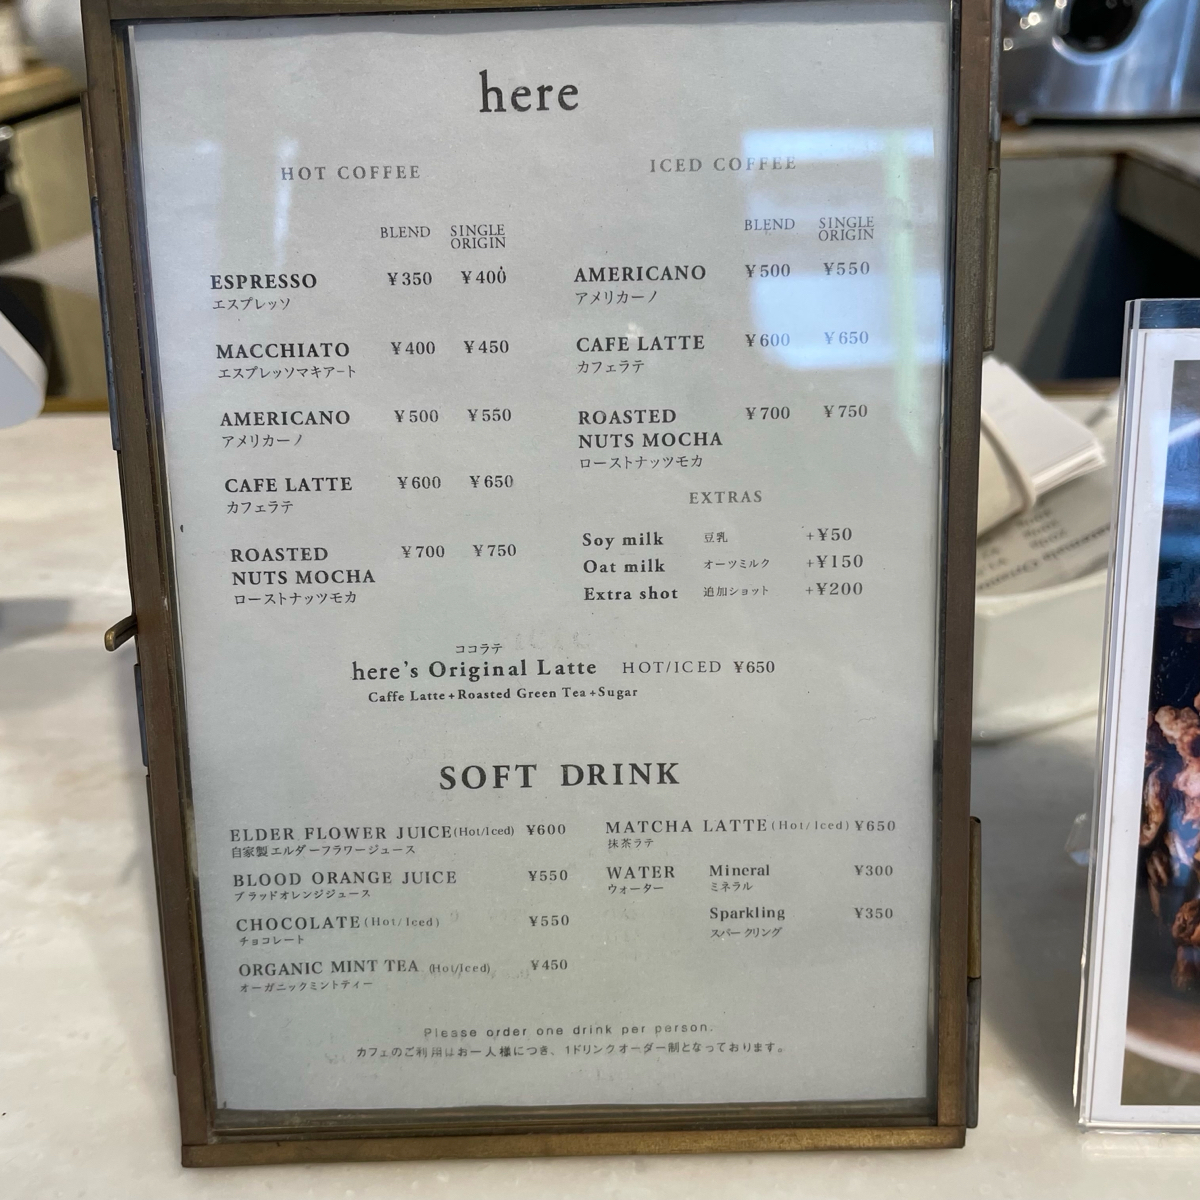 here
HOT COFFEE
BLEND SINGLE ORIGIN
ESPRESSO ¥350 ¥400
エスプレッソ
MACCHIATO ¥400 ¥450
エスプレッソマキアート
AMERICANO ¥500 ¥550
アメリカーノ
CAFE LATTE ¥600 ¥650
カフェラテ
ROASTED ¥700 ¥750
NUTS MOCHA
ローストナッツモカ
ICED COFFEE
BLEND SINGLE ORIGIN
AMERICANO ¥500 ¥550
アメリカーノ
CAFE LATTE ¥600 ¥650
カフェラテ
ROASTED ¥700 ¥750
NUTS MOCHA
ローストナッツモカ
EXTRAS
Soy milk 豆乳 +¥50
Oat milk オーツミルク +¥150
Extra shot 追加ショット +¥200
ココラテ
here's Original Latte HOT/ICED ¥650
Caffe Latte+Roasted Green Tea+Sugar
SOFT DRINK
ELDER FLOWER JUICE(Hot/Iced) ¥600
自家製エルダーフラワージュース
BLOOD ORANGE JUICE ¥550
ブラッドオレンジジュース
CHOCOLATE(Hot/Iced) ¥550
チョコレート
ORGANIC MINT TEA (Hot/Iced) ¥450
オーガニックミントティー
MATCHA LATTE(Hot/Iced) ¥650
抹茶ラテ
WATER Mineral ¥300
ウォーター ミネラル
Sparkling ¥350
スパークリング
Please order one drink per person.
カフェのご利用はお一人様につき、1ドリンクオーダー制となっております。